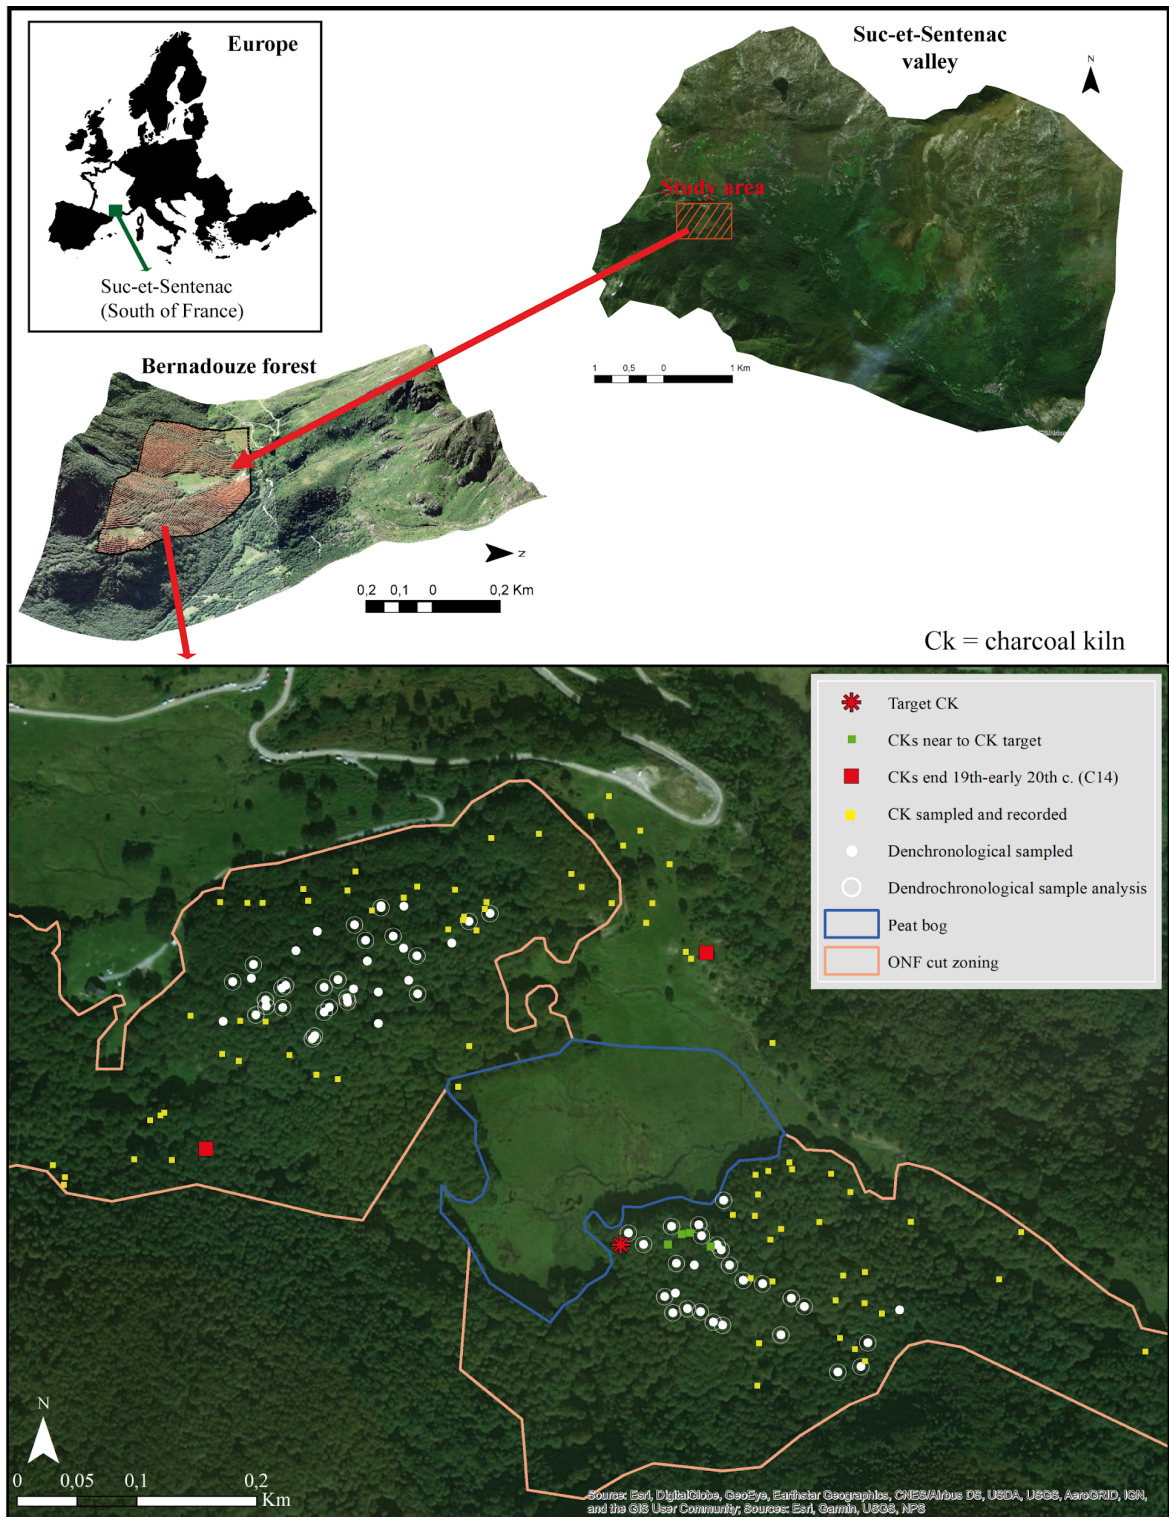 Europe
Suc-et-Sentenac
(South of France)
Suc-et-Sentenac
valley
N
Study area
1 0,5 0 1 Km
Bernadouze forest
N
0,2 0,1 0 0,2 Km
Ck = charcoal kiln
Target CK
CKs near to CK target
CKs end 19th-early 20th c. (C14)
CK sampled and recorded
Denchronological sampled
Dendrochronological sample analysis
Peat bog
ONF cut zoning
N
0 0,05 0,1 0,2
Km
Source: Esri, DigitalGlobe, GeoEye, Earthstar Geographics, CNES/Airbus DS, USDA, USGS, AeroGRID, IGN,
and the GIS User Community; Sources: Esri, Garmin, USGS, NPS